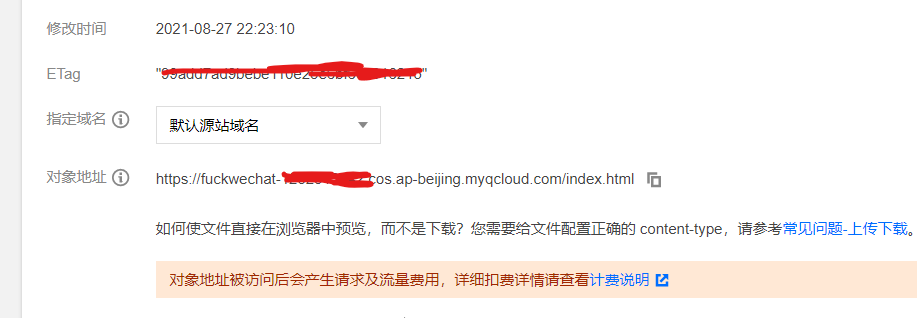 修改时间 2021-08-27 22:23:10
ETag
指定域名 默认源站域名
对象地址 https://fuckwechat- cos.ap-beijing.myqcloud.com/index.html
如何使文件直接在浏览器中预览，而不是下载？您需要给文件配置正确的 content-type，请参考常见问题-上传下载。
对象地址被访问后会产生请求及流量费用，详细扣费详情请查看计费说明